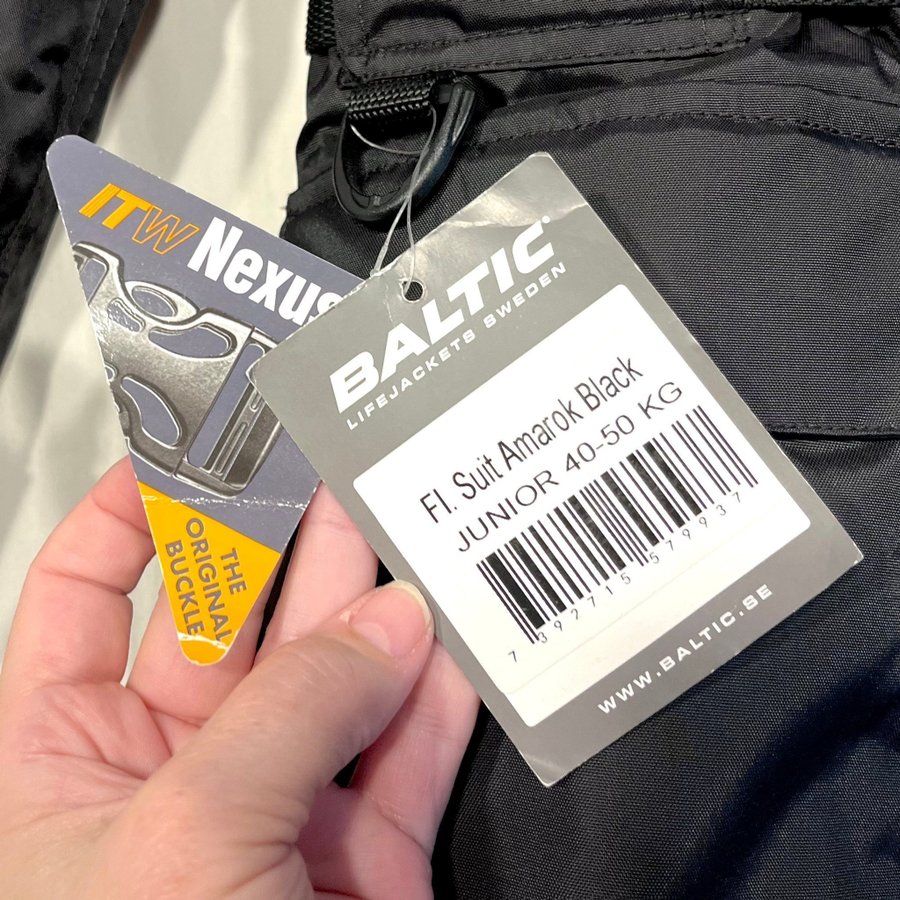 ITW Nexus
THE
ORIGINAL
BUCKLE
BALTIC
LIFEJACKETS SWEDEN
Fl. Suit Amarok Black
JUNIOR 40-50 KG
7 392715 579937
WWW.BALTIC.SE